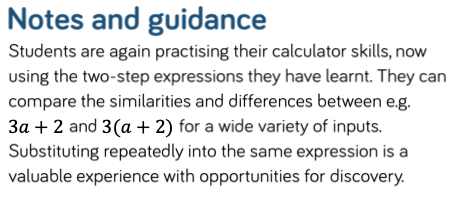 Notes and guidance
Students are again practising their calculator skills, now
using the two-step expressions they have learnt. They can
compare the similarities and differences between e.g.
3a + 2 and 3(a + 2) for a wide variety of inputs.
Substituting repeatedly into the same expression is a
valuable experience with opportunities for discovery.